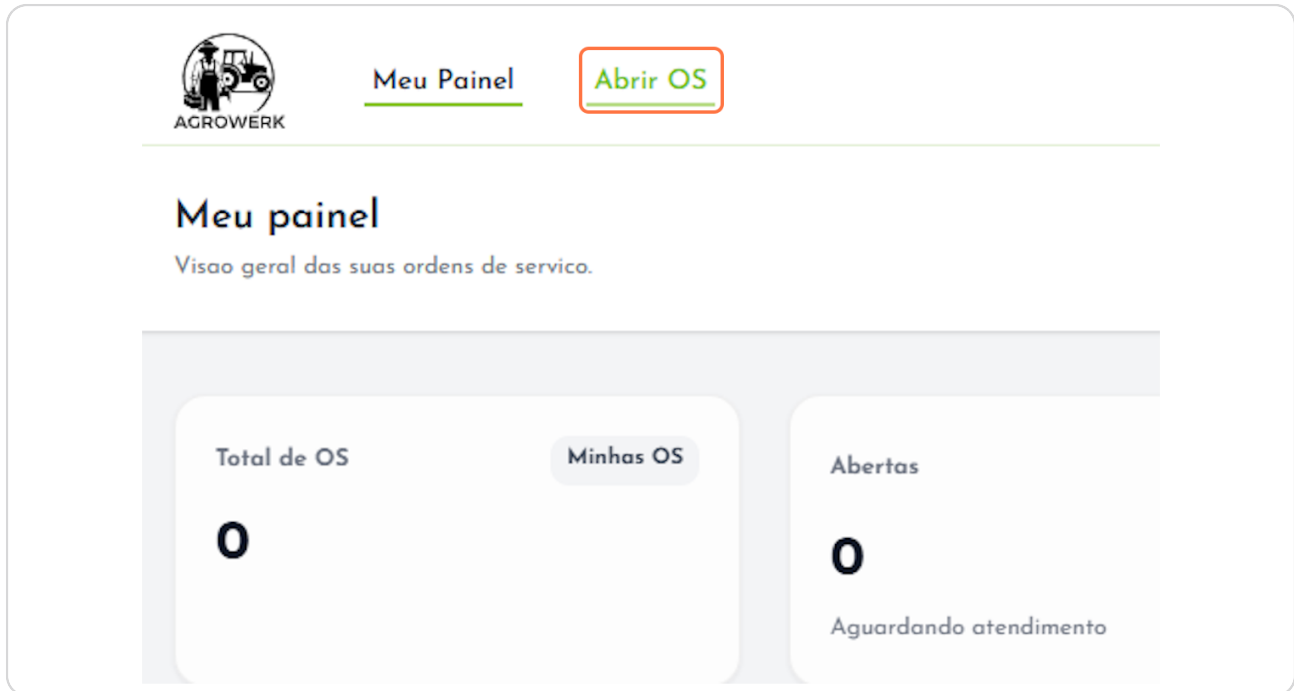 AGROWERK
Meu Painel
Abrir OS
Meu painel
Visao geral das suas ordens de servico.
Total de OS
Minhas OS
0
Abertas
0
Aguardando atendimento